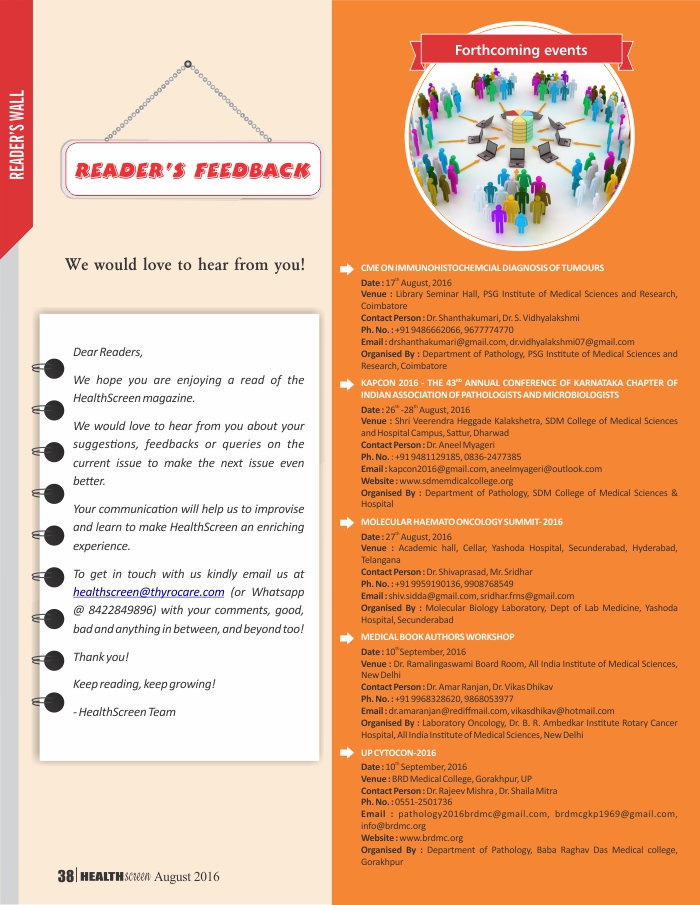 READER'S WALL
READER'S FEEDBACK
We would love to hear from you!
Dear Readers,
We hope you are enjoying a read of the
HealthScreen magazine.
We would love to hear from you about your
suggestions, feedbacks or queries on the
current issue to make the next issue even
better.
Your communication will help us to improvise
and learn to make HealthScreen an enriching
experience.
To get in touch with us kindly email us at
healthscreen@thyrocare.com (or Whatsapp
@ 8422849896) with your comments, good,
bad and anything in between, and beyond too!
Thank you!
Keep reading, keep growing!
- HealthScreen Team
38 HEALTHscreen August 2016
Forthcoming events
CME ON IMMUNOHISTOCHEMCIAL DIAGNOSIS OF TUMOURS
Date : 17th August, 2016
Venue : Library Seminar Hall, PSG Institute of Medical Sciences and Research,
Coimbatore
Contact Person : Dr. Shanthakumari, Dr. S. Vidhyalakshmi
Ph. No. : +91 9486662066, 9677774770
Email : drshanthakumari@gmail.com, dr.vidhyalakshmi07@gmail.com
Organised By : Department of Pathology, PSG Institute of Medical Sciences and
Research, Coimbatore
KAPCON 2016 - THE 43RD ANNUAL CONFERENCE OF KARNATAKA CHAPTER OF
INDIAN ASSOCIATION OF PATHOLOGISTS AND MICROBIOLOGISTS
Date : 26th -28th August, 2016
Venue : Shri Veerendra Heggade Kalakshetra, SDM College of Medical Sciences
and Hospital Campus, Sattur, Dharwad
Contact Person : Dr. Aneel Myageri
Ph. No. : +91 9481129185, 0836-2477385
Email : kapcon2016@gmail.com, aneelmyageri@outlook.com
Website : www.sdmemdicalcollege.org
Organised By : Department of Pathology, SDM College of Medical Sciences &
Hospital
MOLECULAR HAEMATO ONCOLOGY SUMMIT- 2016
Date : 27th August, 2016
Venue : Academic hall, Cellar, Yashoda Hospital, Secunderabad, Hyderabad,
Telangana
Contact Person : Dr. Shivaprasad, Mr. Sridhar
Ph. No. : +91 9959190136, 9908768549
Email : shiv.sidda@gmail.com, sridhar.frns@gmail.com
Organised By : Molecular Biology Laboratory, Dept of Lab Medicine, Yashoda
Hospital, Secunderabad
MEDICAL BOOK AUTHORS WORKSHOP
Date : 10th September, 2016
Venue : Dr. Ramalingaswami Board Room, All India Institute of Medical Sciences,
New Delhi
Contact Person : Dr. Amar Ranjan, Dr. Vikas Dhikav
Ph. No. : +91 9968328620, 9868053977
Email : dr.amaranjan@rediffmail.com, vikasdhikav@hotmail.com
Organised By : Laboratory Oncology, Dr. B. R. Ambedkar Institute Rotary Cancer
Hospital, All India Institute of Medical Sciences, New Delhi
UP CYTOCON-2016
Date : 10th September, 2016
Venue : BRD Medical College, Gorakhpur, UP
Contact Person : Dr. Rajeev Mishra , Dr. Shaila Mitra
Ph. No. : 0551-2501736
Email : pathology2016brdmc@gmail.com, brdmcgkp1969@gmail.com,
info@brdmc.org
Website : www.brdmc.org
Organised By : Department of Pathology, Baba Raghav Das Medical college,
Gorakhpur